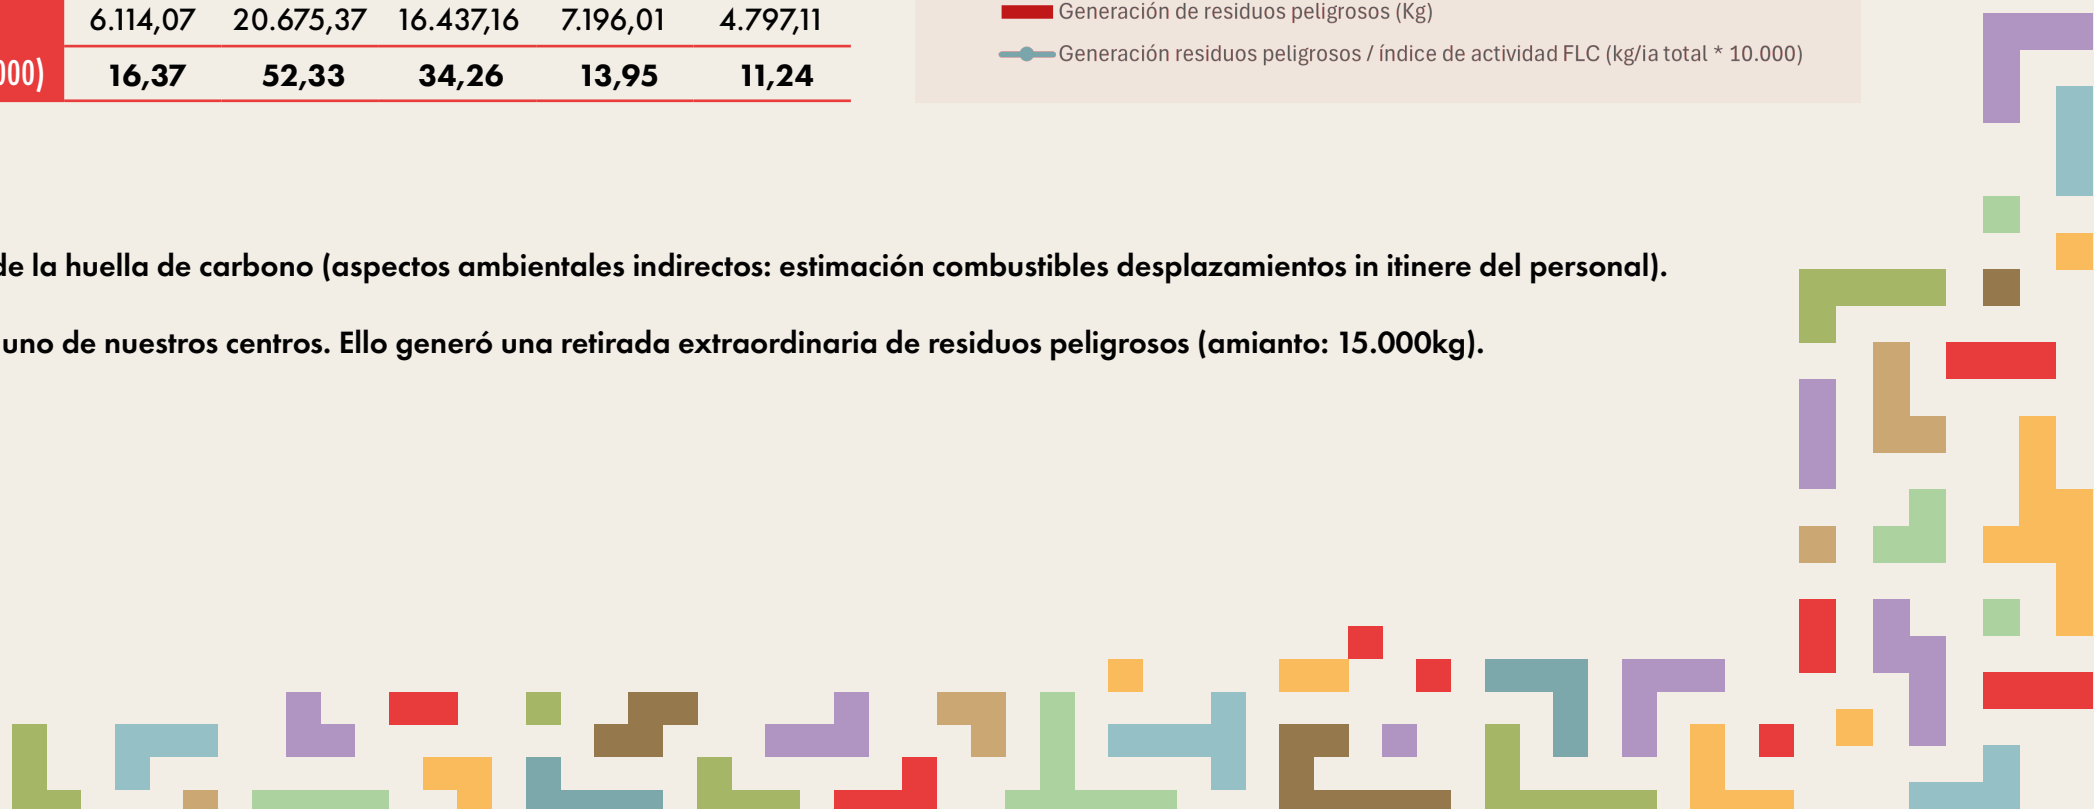 6.114,07 20.675,37 16.437,16 7.196,01 4.797,11
Generación de residuos peligrosos (Kg)
Generación residuos peligrosos / índice de actividad FLC (kg/ia total * 10.000)
000) 16,37 52,33 34,26 13,95 11,24
de la huella de carbono (aspectos ambientales indirectos: estimación combustibles desplazamientos in itinere del personal).
uno de nuestros centros. Ello generó una retirada extraordinaria de residuos peligrosos (amianto: 15.000kg).